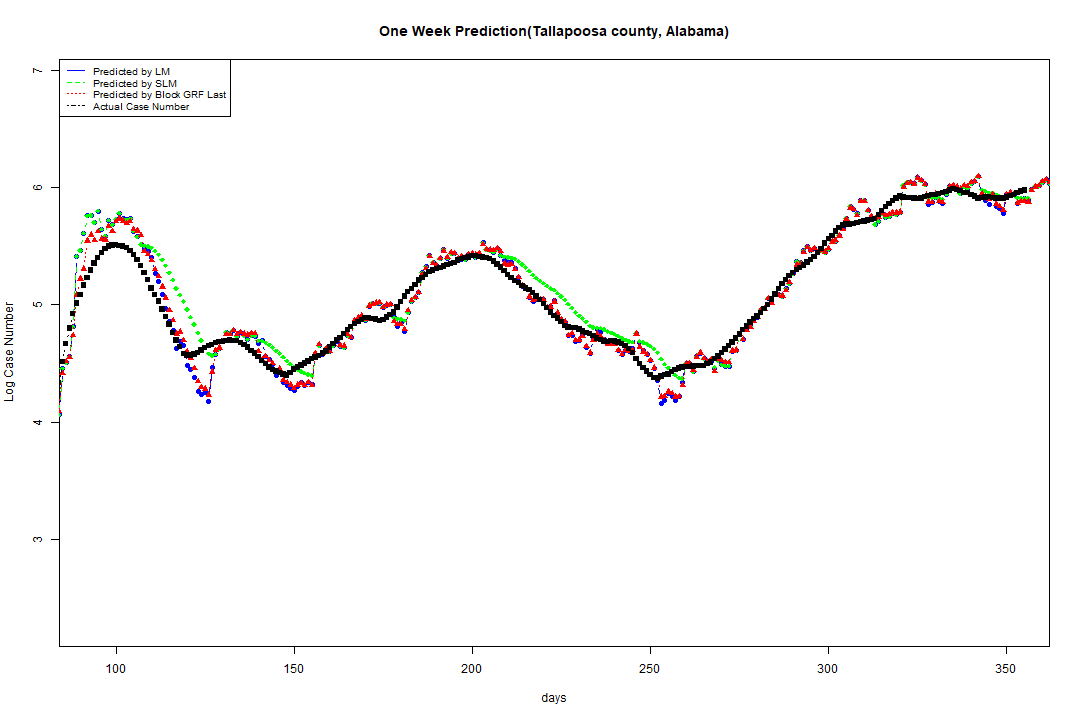 One Week Prediction(Tallapoosa county, Alabama)
Predicted by LM
Predicted by SLM
Predicted by Block GRF Last
Actual Case Number
7
6
5
4
3
Log Case Number
100 150 200 250 300 350
days